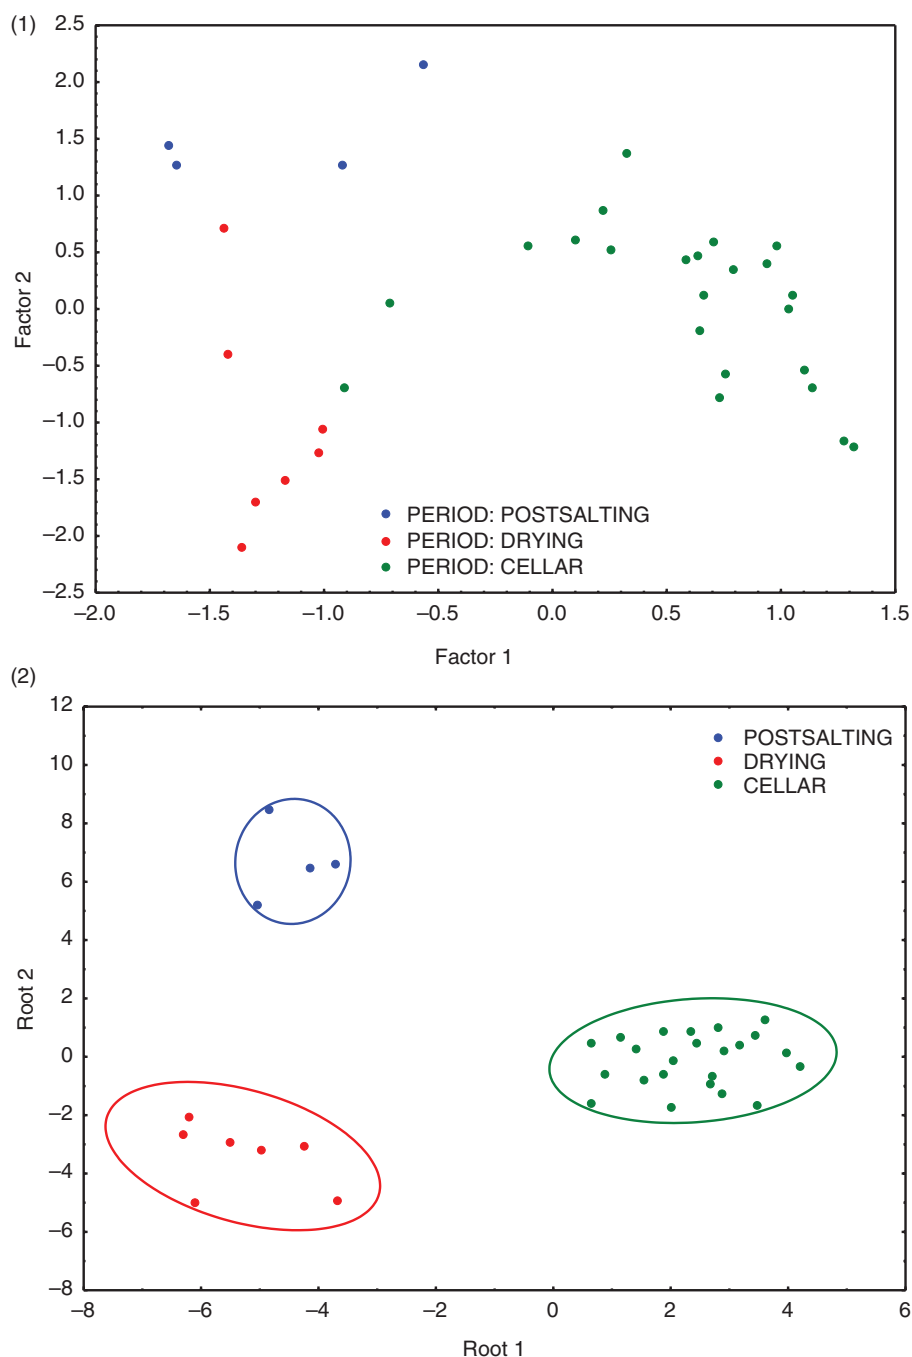 (1)
2.5
2.0
1.5
1.0
0.5
0.0
–0.5
–1.0
–1.5
–2.0
–2.5
Factor 2
PERIOD: POSTSALTING
PERIOD: DRYING
PERIOD: CELLAR
–2.0 –1.5 –1.0 –0.5 0.0 0.5 1.0 1.5
Factor 1
(2)
12
10
8
6
4
2
0
–2
–4
–6
–8
Root 2
POSTSALTING
DRYING
CELLAR
–8 –6 –4 –2 0 2 4 6
Root 1